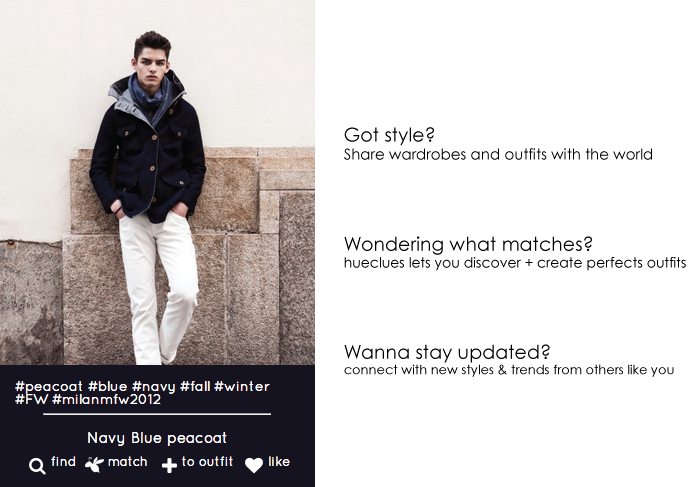 Got style?
Share wardrobes and outfits with the world
Wondering what matches?
hueclues lets you discover + create perfects outfits
Wanna stay updated?
connect with new styles & trends from others like you
#peacoat #blue #navy #fall #winter
#FW #milanmfw2012
Navy Blue peacoat
find match to outfit like